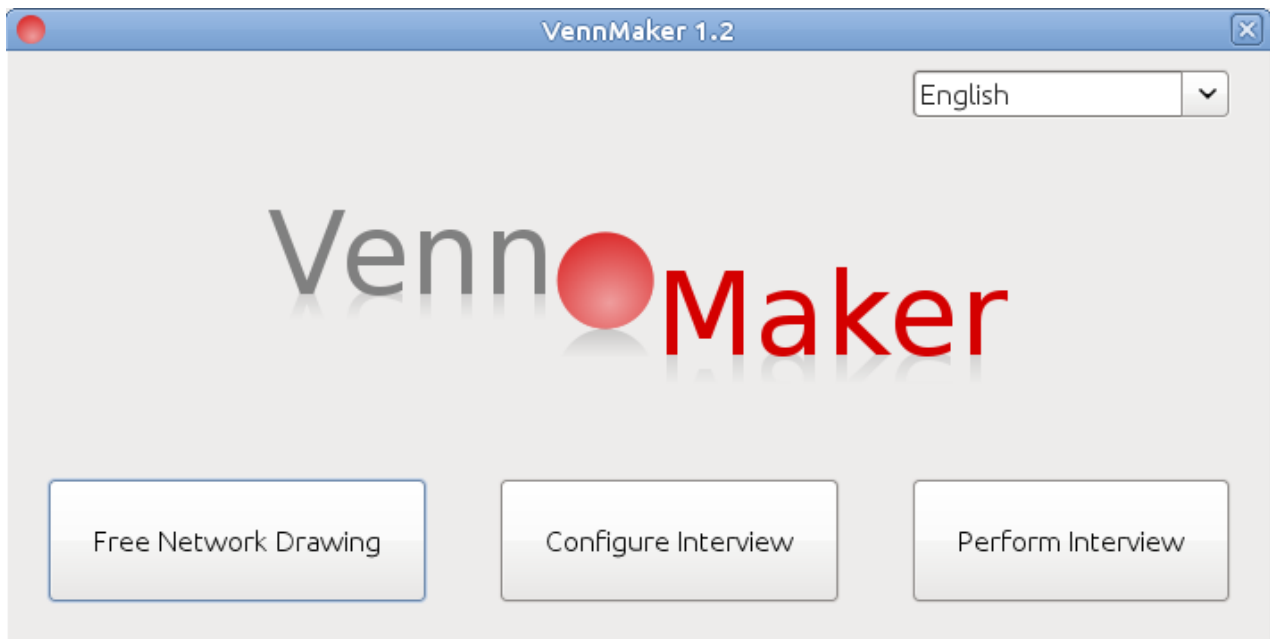 VennMaker 1.2
English
Venn
Maker
Free Network Drawing
Configure Interview
Perform Interview